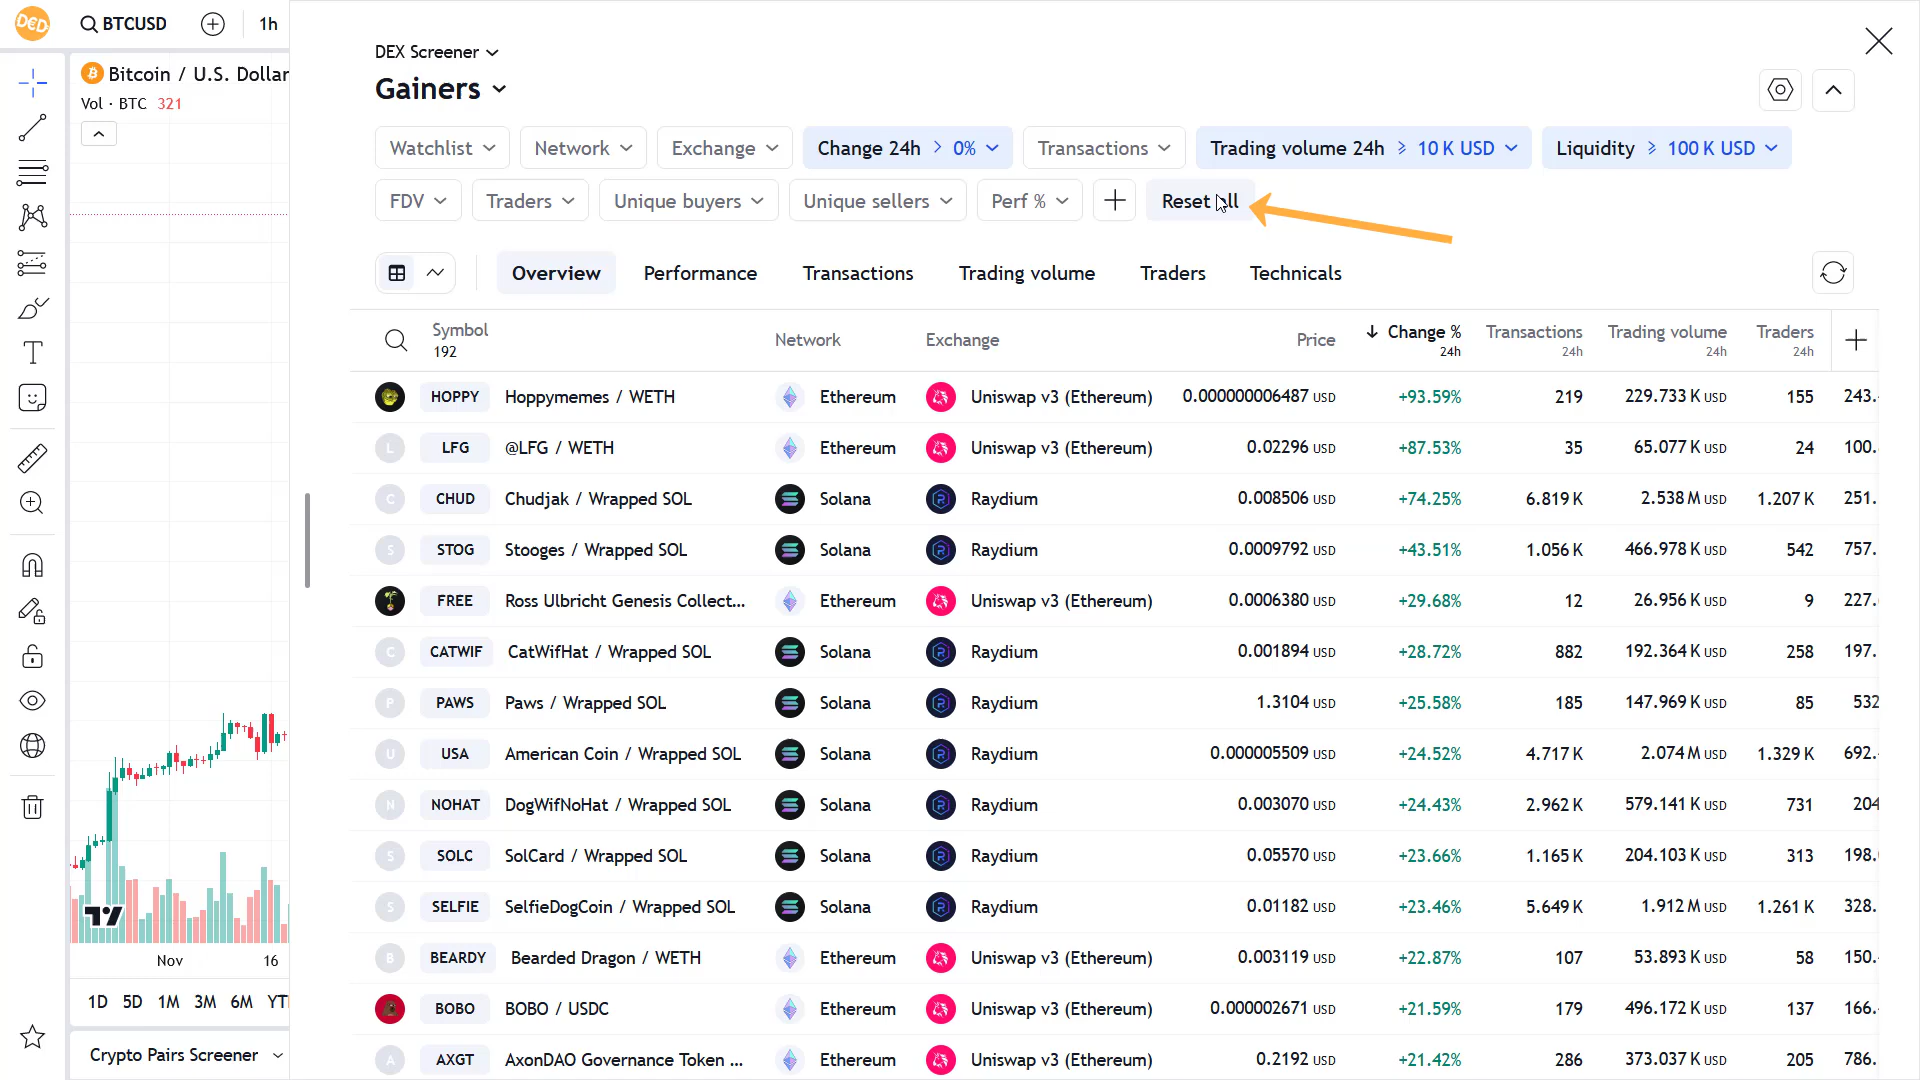 DED
BTCUSD
1h
Bitcoin / U.S. Dollar
Vol · BTC 321
DEX Screener
Gainers
Watchlist
Network
Exchange
Change 24h > 0%
Transactions
Trading volume 24h ≥ 10 K USD
Liquidity ≥ 100 K USD
FDV
Traders
Unique buyers
Unique sellers
Perf %
Reset all
Overview
Performance
Transactions
Trading volume
Traders
Technicals
Symbol 192
Network
Exchange
Price
Change % 24h
Transactions 24h
Trading volume 24h
Traders 24h
HOPPY Hoppymemes / WETH Ethereum Uniswap v3 (Ethereum) 0.000000006487 USD +93.59% 219 229.733 K USD 155 243.
L LFG @LFG / WETH Ethereum Uniswap v3 (Ethereum) 0.02296 USD +87.53% 35 65.077 K USD 24 100.
C CHUD Chudjak / Wrapped SOL Solana Raydium 0.008506 USD +74.25% 6.819 K 2.538 M USD 1.207 K 251.
S STOG Stooges / Wrapped SOL Solana Raydium 0.0009792 USD +43.51% 1.056 K 466.978 K USD 542 757.
FREE Ross Ulbricht Genesis Collect... Ethereum Uniswap v3 (Ethereum) 0.0006380 USD +29.68% 12 26.956 K USD 9 227.
C CATWIF CatWifHat / Wrapped SOL Solana Raydium 0.001894 USD +28.72% 882 192.364 K USD 258 197.
P PAWS Paws / Wrapped SOL Solana Raydium 1.3104 USD +25.58% 185 147.969 K USD 85 532
U USA American Coin / Wrapped SOL Solana Raydium 0.000005509 USD +24.52% 4.717 K 2.074 M USD 1.329 K 692.
N NOHAT DogWifNoHat / Wrapped SOL Solana Raydium 0.003070 USD +24.43% 2.962 K 579.141 K USD 731 204
S SOLC SolCard / Wrapped SOL Solana Raydium 0.05570 USD +23.66% 1.165 K 204.103 K USD 313 198.
S SELFIE SelfieDogCoin / Wrapped SOL Solana Raydium 0.01182 USD +23.46% 5.649 K 1.912 M USD 1.261 K 328.
B BEARDY Bearded Dragon / WETH Ethereum Uniswap v3 (Ethereum) 0.003119 USD +22.87% 107 53.893 K USD 58 150.
BOBO BOBO / USDC Ethereum Uniswap v3 (Ethereum) 0.000002671 USD +21.59% 179 496.172 K USD 137 166.
A AXGT AxonDAO Governance Token ... Ethereum Uniswap v3 (Ethereum) 0.2192 USD +21.42% 286 373.037 K USD 205 786.
Nov 16
1D 5D 1M 3M 6M YT
Crypto Pairs Screener